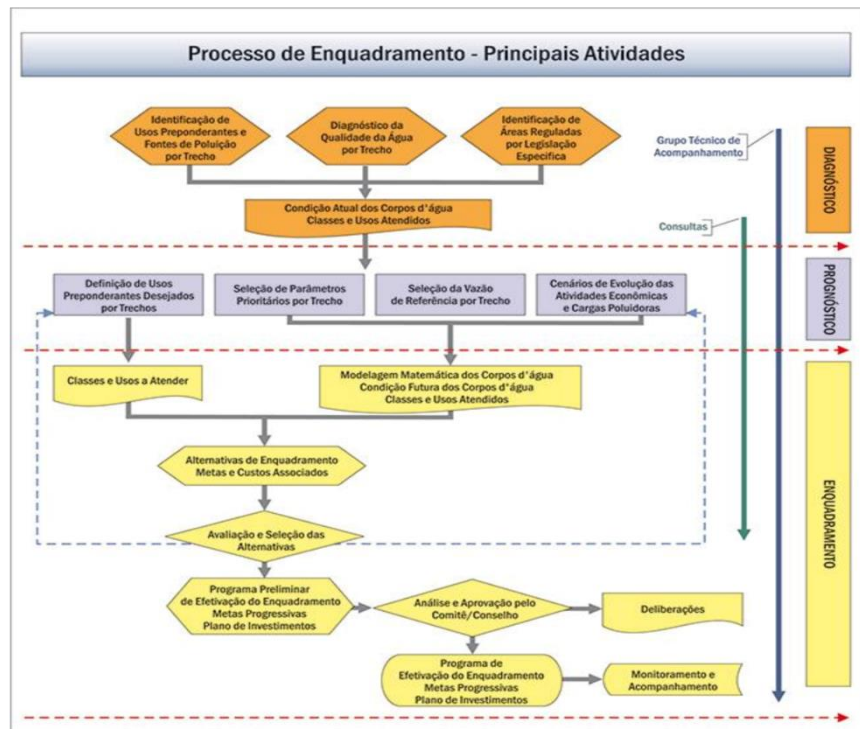 Processo de Enquadramento - Principais Atividades
Identificação de
Usos Preponderantes e
Fontes de Poluição
por Trecho
Diagnóstico da
Qualidade da Água
por Trecho
Identificação de
Áreas Reguladas
por Legislação
Específica
Grupo Técnico de
Acompanhamento
DIAGNÓSTICO
Condição Atual dos Corpos d'água
Classes e Usos Atendidos
Consultas
Definição de Usos
Preponderantes Desejados
por Trechos
Seleção de Parâmetros
Prioritários por Trecho
Seleção da Vazão
de Referência por Trecho
Cenários de Evolução das
Atividades Econômicas
e Cargas Poluidoras
PROGNÓSTICO
Classes e Usos a Atender
Modelagem Matemática dos Corpos d'água
Condição Futura dos Corpos d'água
Classes e Usos Atendidos
Alternativas de Enquadramento
Metas e Custos Associados
ENQUADRAMENTO
Avaliação e Seleção das
Alternativas
Programa Preliminar
de Efetivação do Enquadramento
Metas Progressivas
Plano de Investimentos
Análise e Aprovação pelo
Comitê/Conselho
Deliberações
Programa de
Efetivação do Enquadramento
Metas Progressivas
Plano de Investimentos
Monitoramento e
Acompanhamento